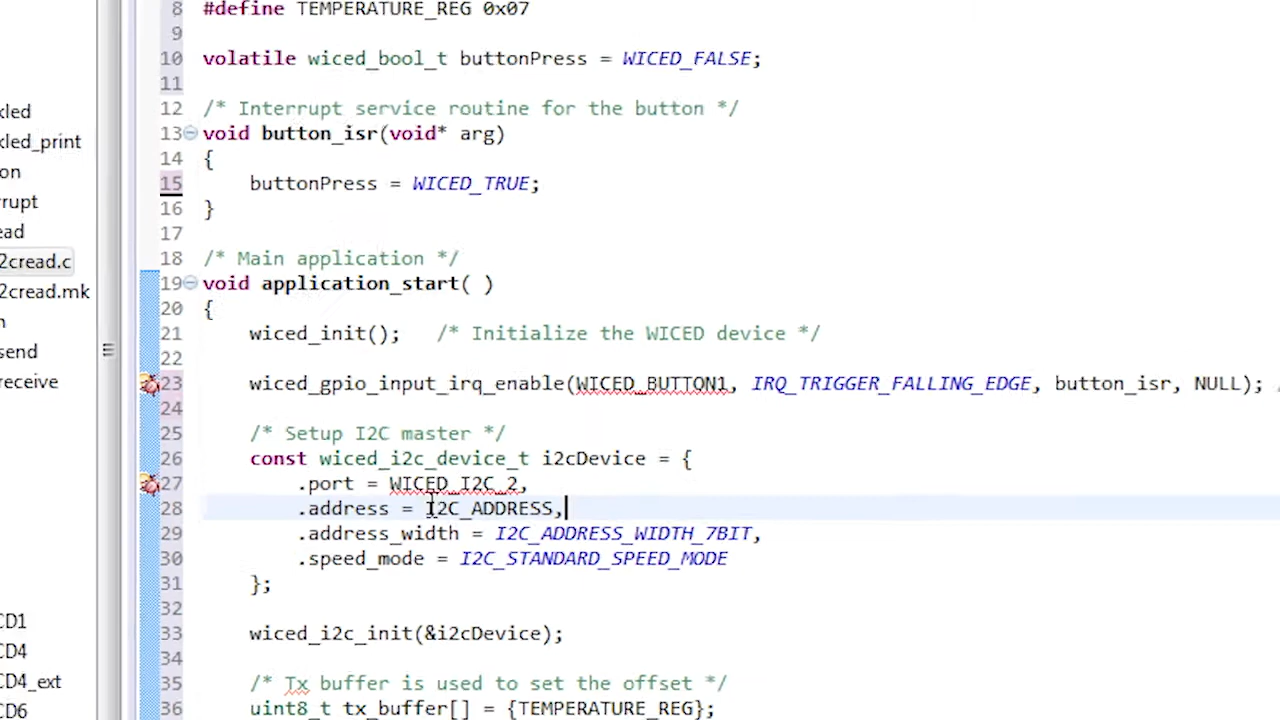 8 #define TEMPERATURE_REG 0x07
9
10 volatile wiced_bool_t buttonPress = WICED_FALSE;
11
12 /* Interrupt service routine for the button */
13 void button_isr(void* arg)
14 {
15 buttonPress = WICED_TRUE;
16 }
17
18 /* Main application */
19 void application_start( )
20 {
21 wiced_init(); /* Initialize the WICED device */
22
23 wiced_gpio_input_irq_enable(WICED_BUTTON1, IRQ_TRIGGER_FALLING_EDGE, button_isr, NULL); /
24
25 /* Setup I2C master */
26 const wiced_i2c_device_t i2cDevice = {
27 .port = WICED_I2C_2,
28 .address = I2C_ADDRESS,
29 .address_width = I2C_ADDRESS_WIDTH_7BIT,
30 .speed_mode = I2C_STANDARD_SPEED_MODE
31 };
32
33 wiced_i2c_init(&i2cDevice);
34
35 /* Tx buffer is used to set the offset */
36 uint8_t tx_buffer[] = {TEMPERATURE_REG};
kled
kled_print
on
rrupt
ead
2cread.c
2cread.mk
n
send
receive
CD1
CD4
CD4_ext
CD6